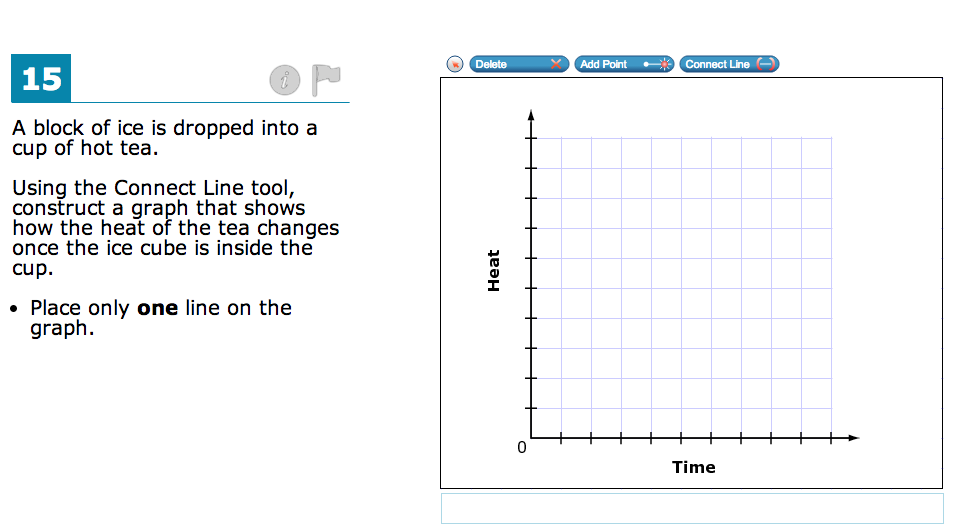 15
A block of ice is dropped into a
cup of hot tea.
Using the Connect Line tool,
construct a graph that shows
how the heat of the tea changes
once the ice cube is inside the
cup.
• Place only one line on the
graph.
Delete
Add Point
Connect Line
Heat
0
Time